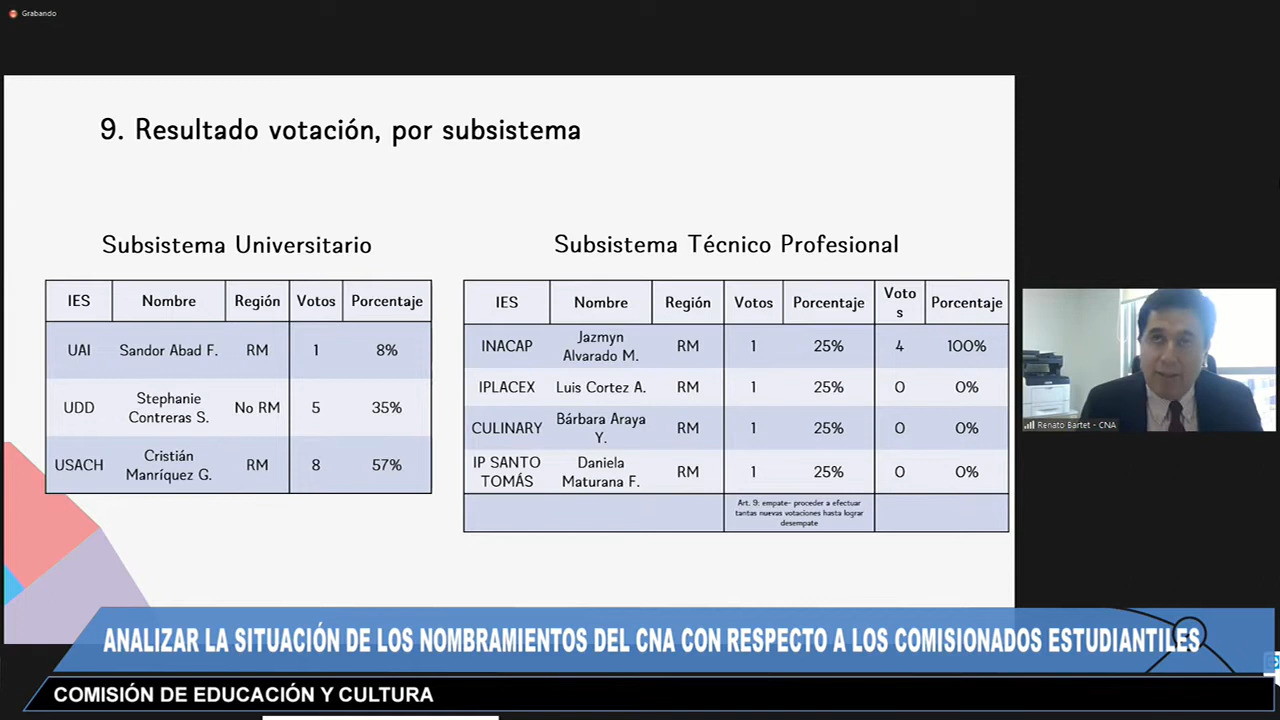 Grabando
9. Resultado votación, por subsistema
Subsistema Universitario
IES Nombre Región Votos Porcentaje
UAI Sandor Abad F. RM 1 8%
UDD Stephanie Contreras S. No RM 5 35%
USACH Cristián Manríquez G. RM 8 57%
Subsistema Técnico Profesional
IES Nombre Región Votos Porcentaje Votos Porcentaje
INACAP Jazmyn Alvarado M. RM 1 25% 4 100%
IPLACEX Luis Cortez A. RM 1 25% 0 0%
CULINARY Bárbara Araya Y. RM 1 25% 0 0%
IP SANTO TOMÁS Daniela Maturana F. RM 1 25% 0 0%
Art. 9: empate- proceder a efectuar
tantas nuevas votaciones hasta lograr
desempate
Renato Bartet - CNA
ANALIZAR LA SITUACIÓN DE LOS NOMBRAMIENTOS DEL CNA CON RESPECTO A LOS COMISIONADOS ESTUDIANTILES
COMISIÓN DE EDUCACIÓN Y CULTURA